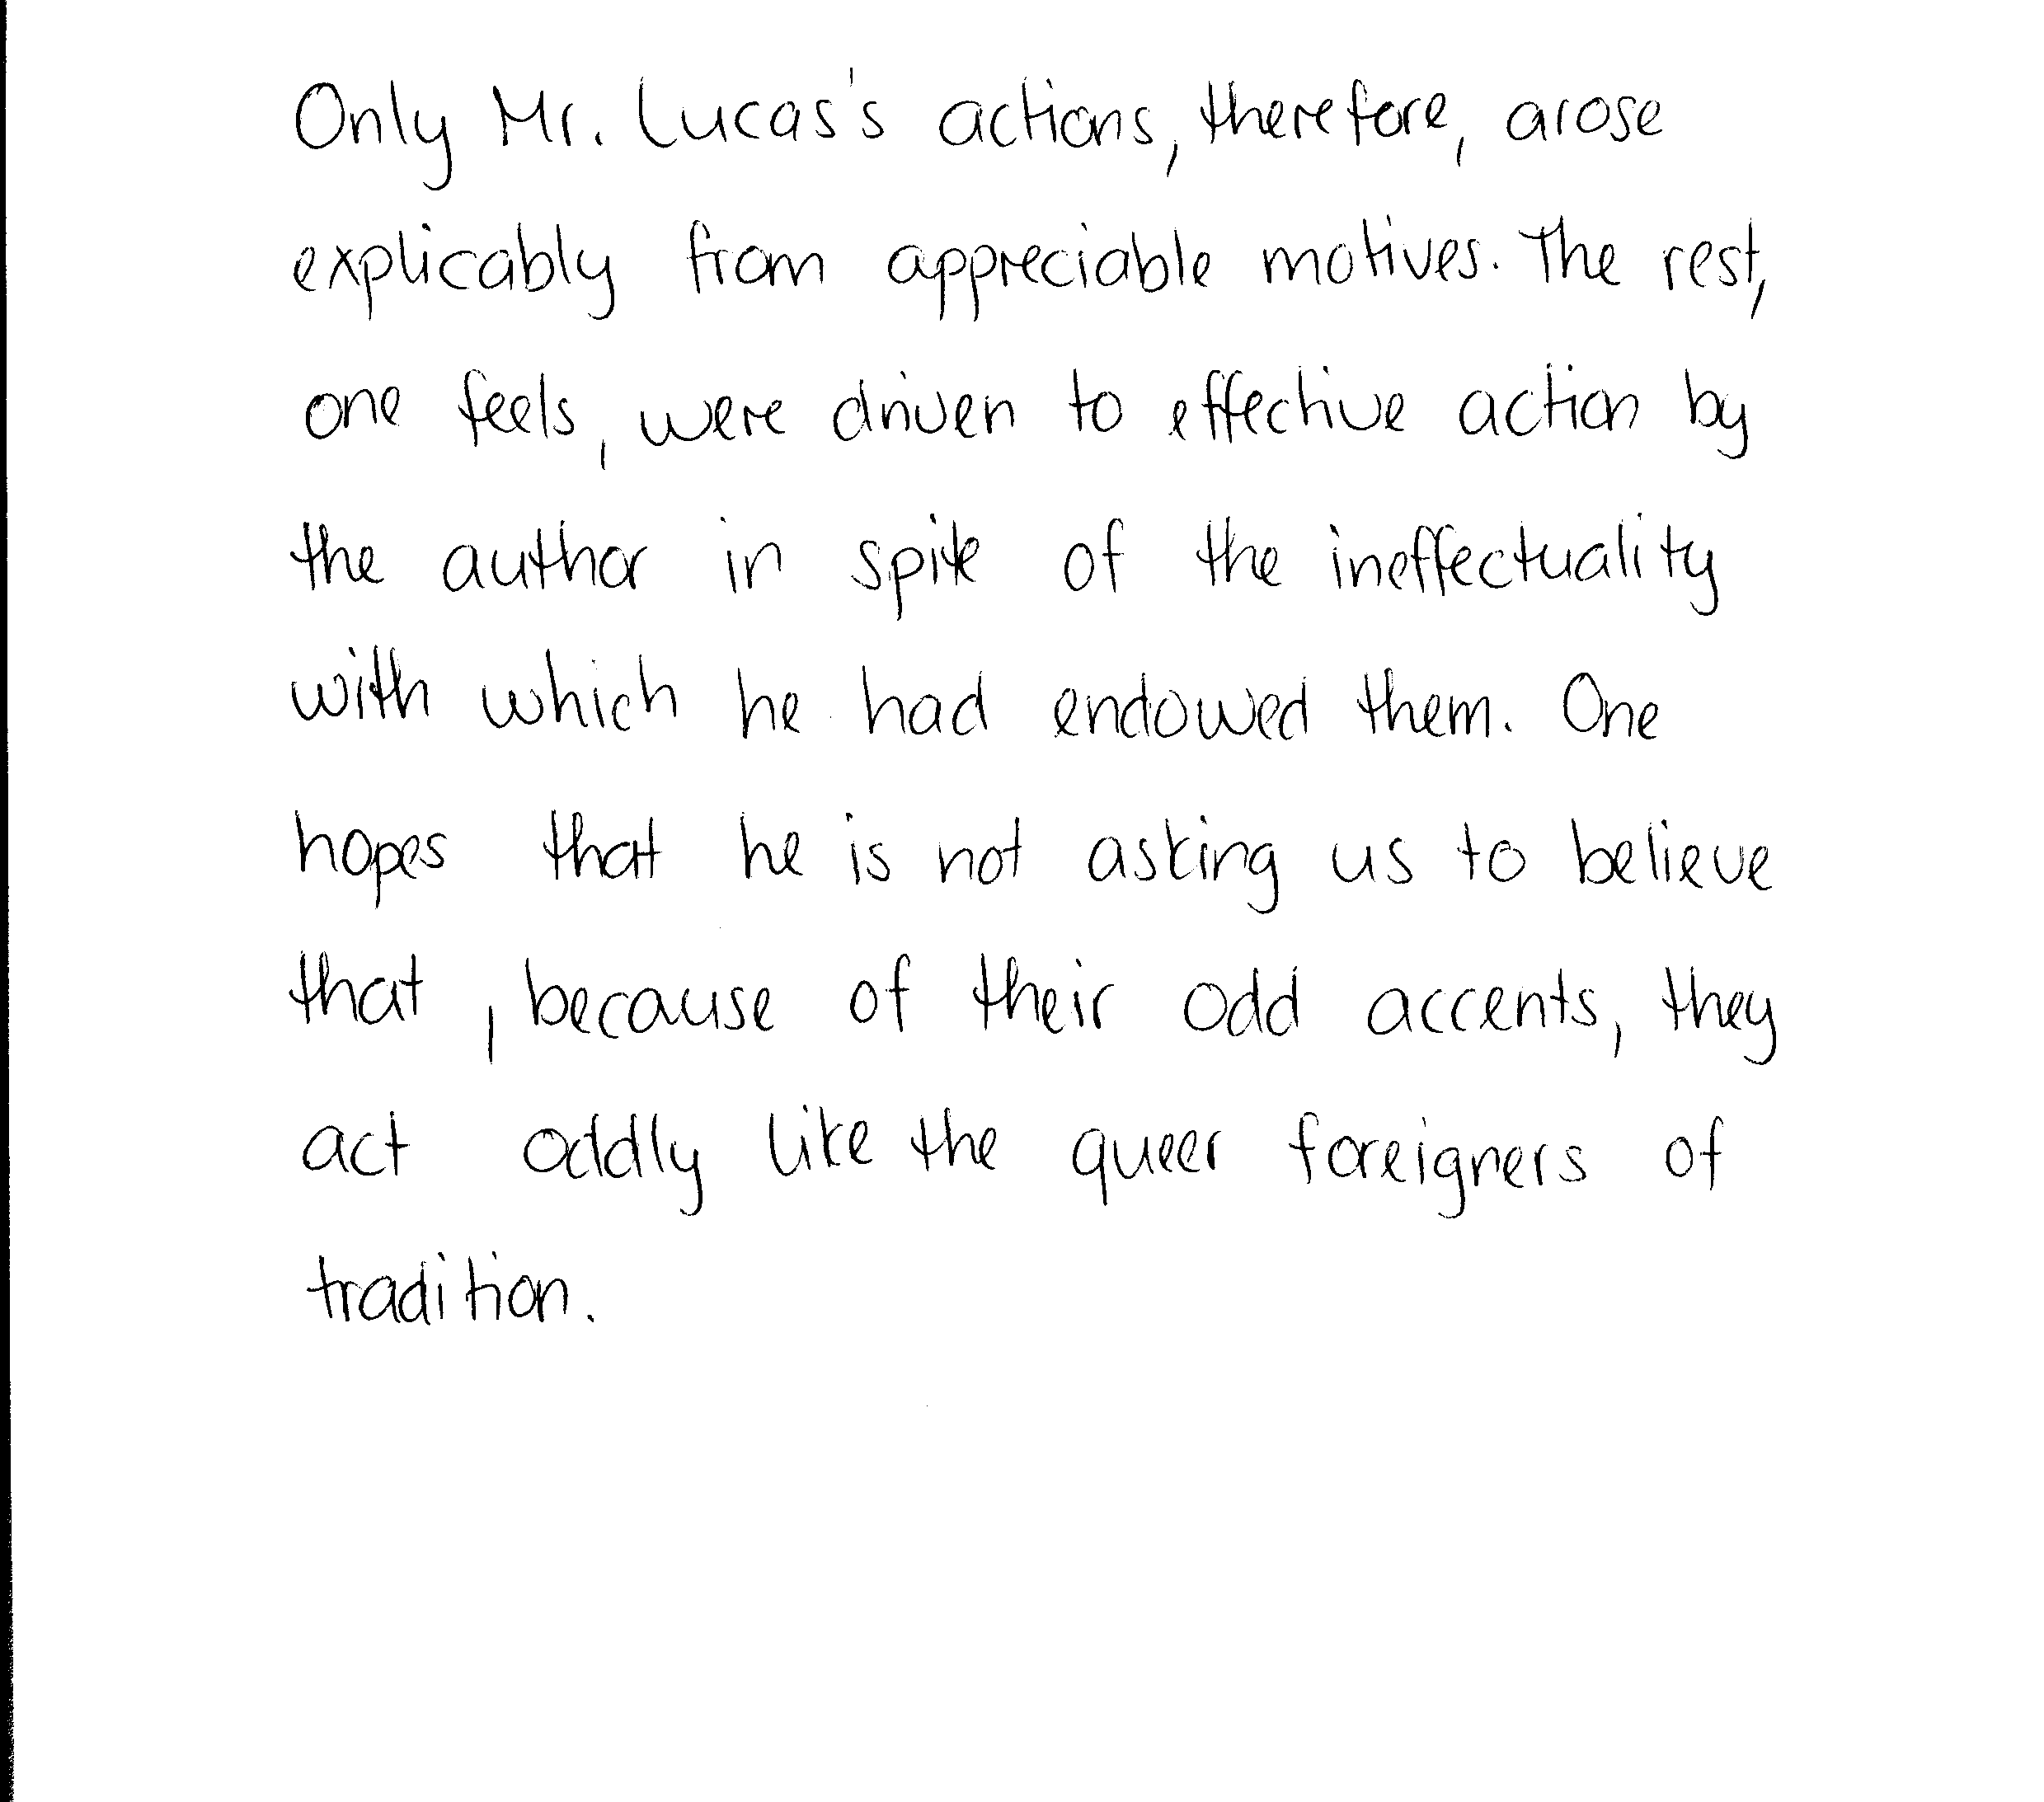 Only Mr. Lucas's actions, therefore, arose
explicably from appreciable motives. The rest,
one feels, were driven to effective action by
the author in spite of the ineffectuality
with which he had endowed them. One
hopes that he is not asking us to believe
that, because of their odd accents, they
act oddly like the queer foreigners of
tradition.